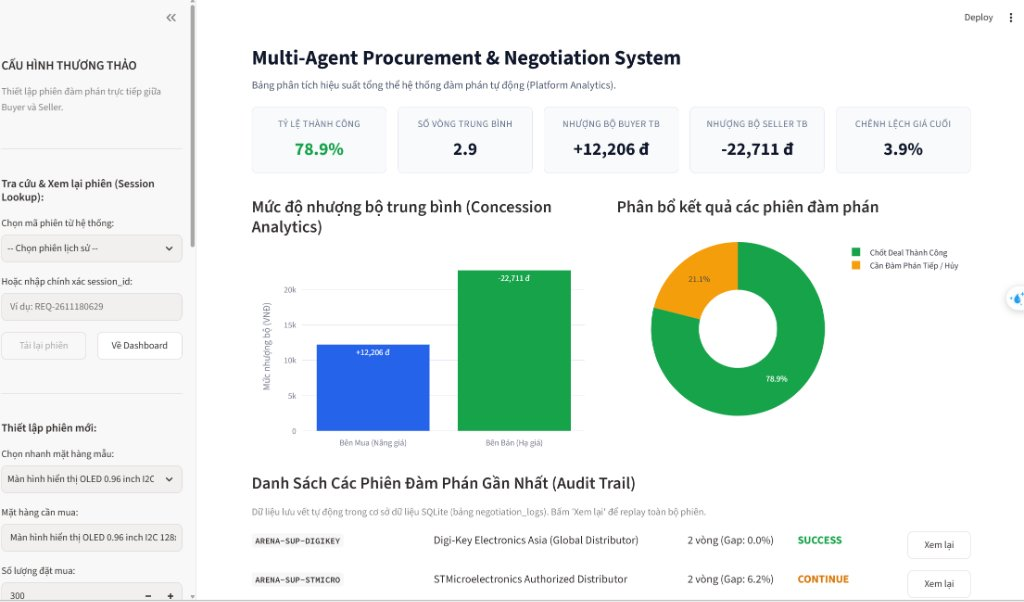 Deploy
CẤU HÌNH THƯƠNG THẢO
Thiết lập phiên đàm phán trực tiếp giữa
Buyer và Seller.
Tra cứu & Xem lại phiên (Session
Lookup):
Chọn mã phiên từ hệ thống:
-- Chọn phiên lịch sử --
Hoặc nhập chính xác session_id:
Ví dụ: REQ-2611180629
Tải lại phiên
Về Dashboard
Thiết lập phiên mới:
Chọn nhanh mặt hàng mẫu:
Màn hình hiển thị OLED 0.96 inch I2C
Mặt hàng cần mua:
Màn hình hiển thị OLED 0.96 inch I2C 128x
Số lượng đặt mua:
300
Multi-Agent Procurement & Negotiation System
Bảng phân tích hiệu suất tổng thể hệ thống đàm phán tự động (Platform Analytics).
TỶ LỆ THÀNH CÔNG
78.9%
SỐ VÒNG TRUNG BÌNH
2.9
NHƯỢNG BỘ BUYER TB
+12,206 đ
NHƯỢNG BỘ SELLER TB
-22,711 đ
CHÊNH LỆCH GIÁ CUỐI
3.9%
Mức độ nhượng bộ trung bình (Concession
Analytics)
Mức nhượng bộ (VNĐ)
20k
15k
10k
5k
0
+12,206 đ
-22,711 đ
Bên Mua (Nâng giá)
Bên Bán (Hạ giá)
Phân bổ kết quả các phiên đàm phán
21.1%
78.9%
Chốt Deal Thành Công
Cần Đàm Phán Tiếp / Hủy
Danh Sách Các Phiên Đàm Phán Gần Nhất (Audit Trail)
Dữ liệu lưu vết tự động trong cơ sở dữ liệu SQLite (bảng negotiation_logs). Bấm 'Xem lại' để replay toàn bộ phiên.
ARENA-SUP-DIGIKEY
Digi-Key Electronics Asia (Global Distributor)
2 vòng (Gap: 0.0%)
SUCCESS
Xem lại
ARENA-SUP-STMICRO
STMicroelectronics Authorized Distributor
2 vòng (Gap: 6.2%)
CONTINUE
Xem lại